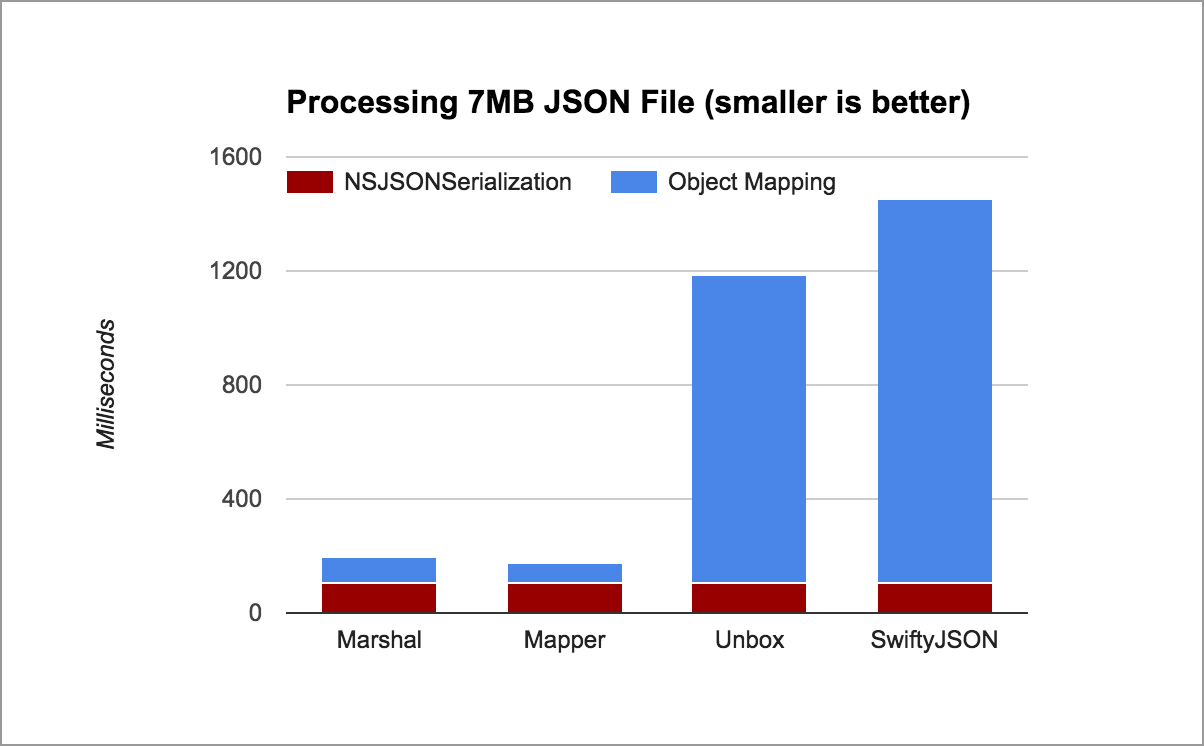 Processing 7MB JSON File (smaller is better)
1600
NSJSONSerialization
Object Mapping
1200
800
400
0
Milliseconds
Marshal
Mapper
Unbox
SwiftyJSON